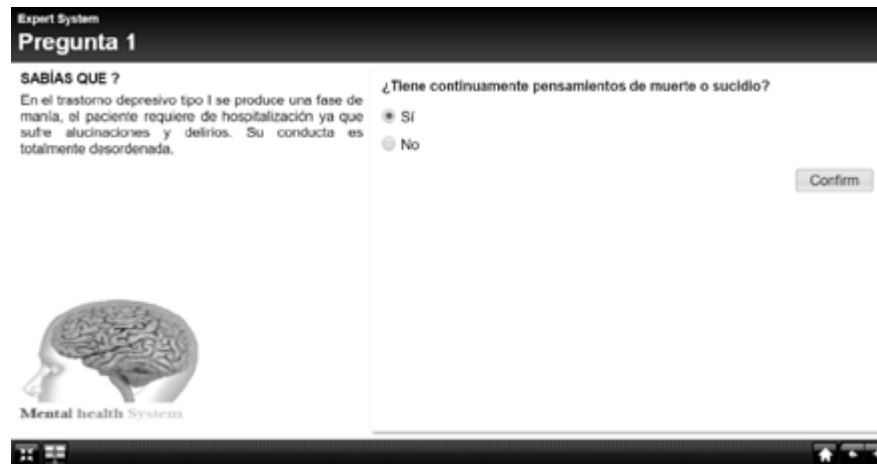 Expert System
Pregunta 1
SABÍAS QUE ?
En el trastorno depresivo tipo I se produce una fase de
manía, el paciente requiere de hospitalización ya que
sufre alucinaciones y delirios. Su conducta es
totalmente desordenada.
¿Tiene continuamente pensamientos de muerte o sucidio?
Sí
No
Confirm
Mental health System